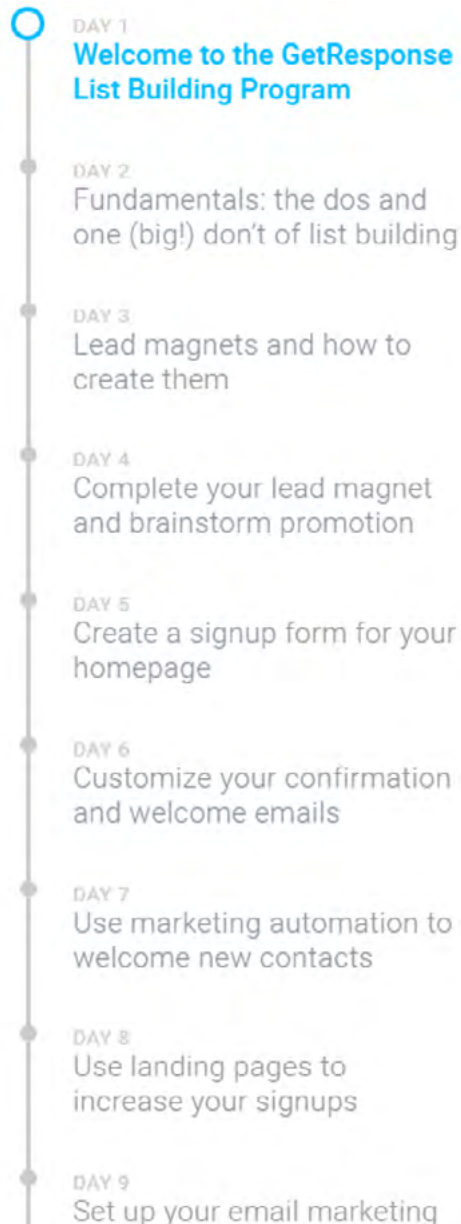 DAY 1
Welcome to the GetResponse
List Building Program
DAY 2
Fundamentals: the dos and
one (big!) don't of list building
DAY 3
Lead magnets and how to
create them
DAY 4
Complete your lead magnet
and brainstorm promotion
DAY 5
Create a signup form for your
homepage
DAY 6
Customize your confirmation
and welcome emails
DAY 7
Use marketing automation to
welcome new contacts
DAY 8
Use landing pages to
increase your signups
DAY 9
Set up your email marketing